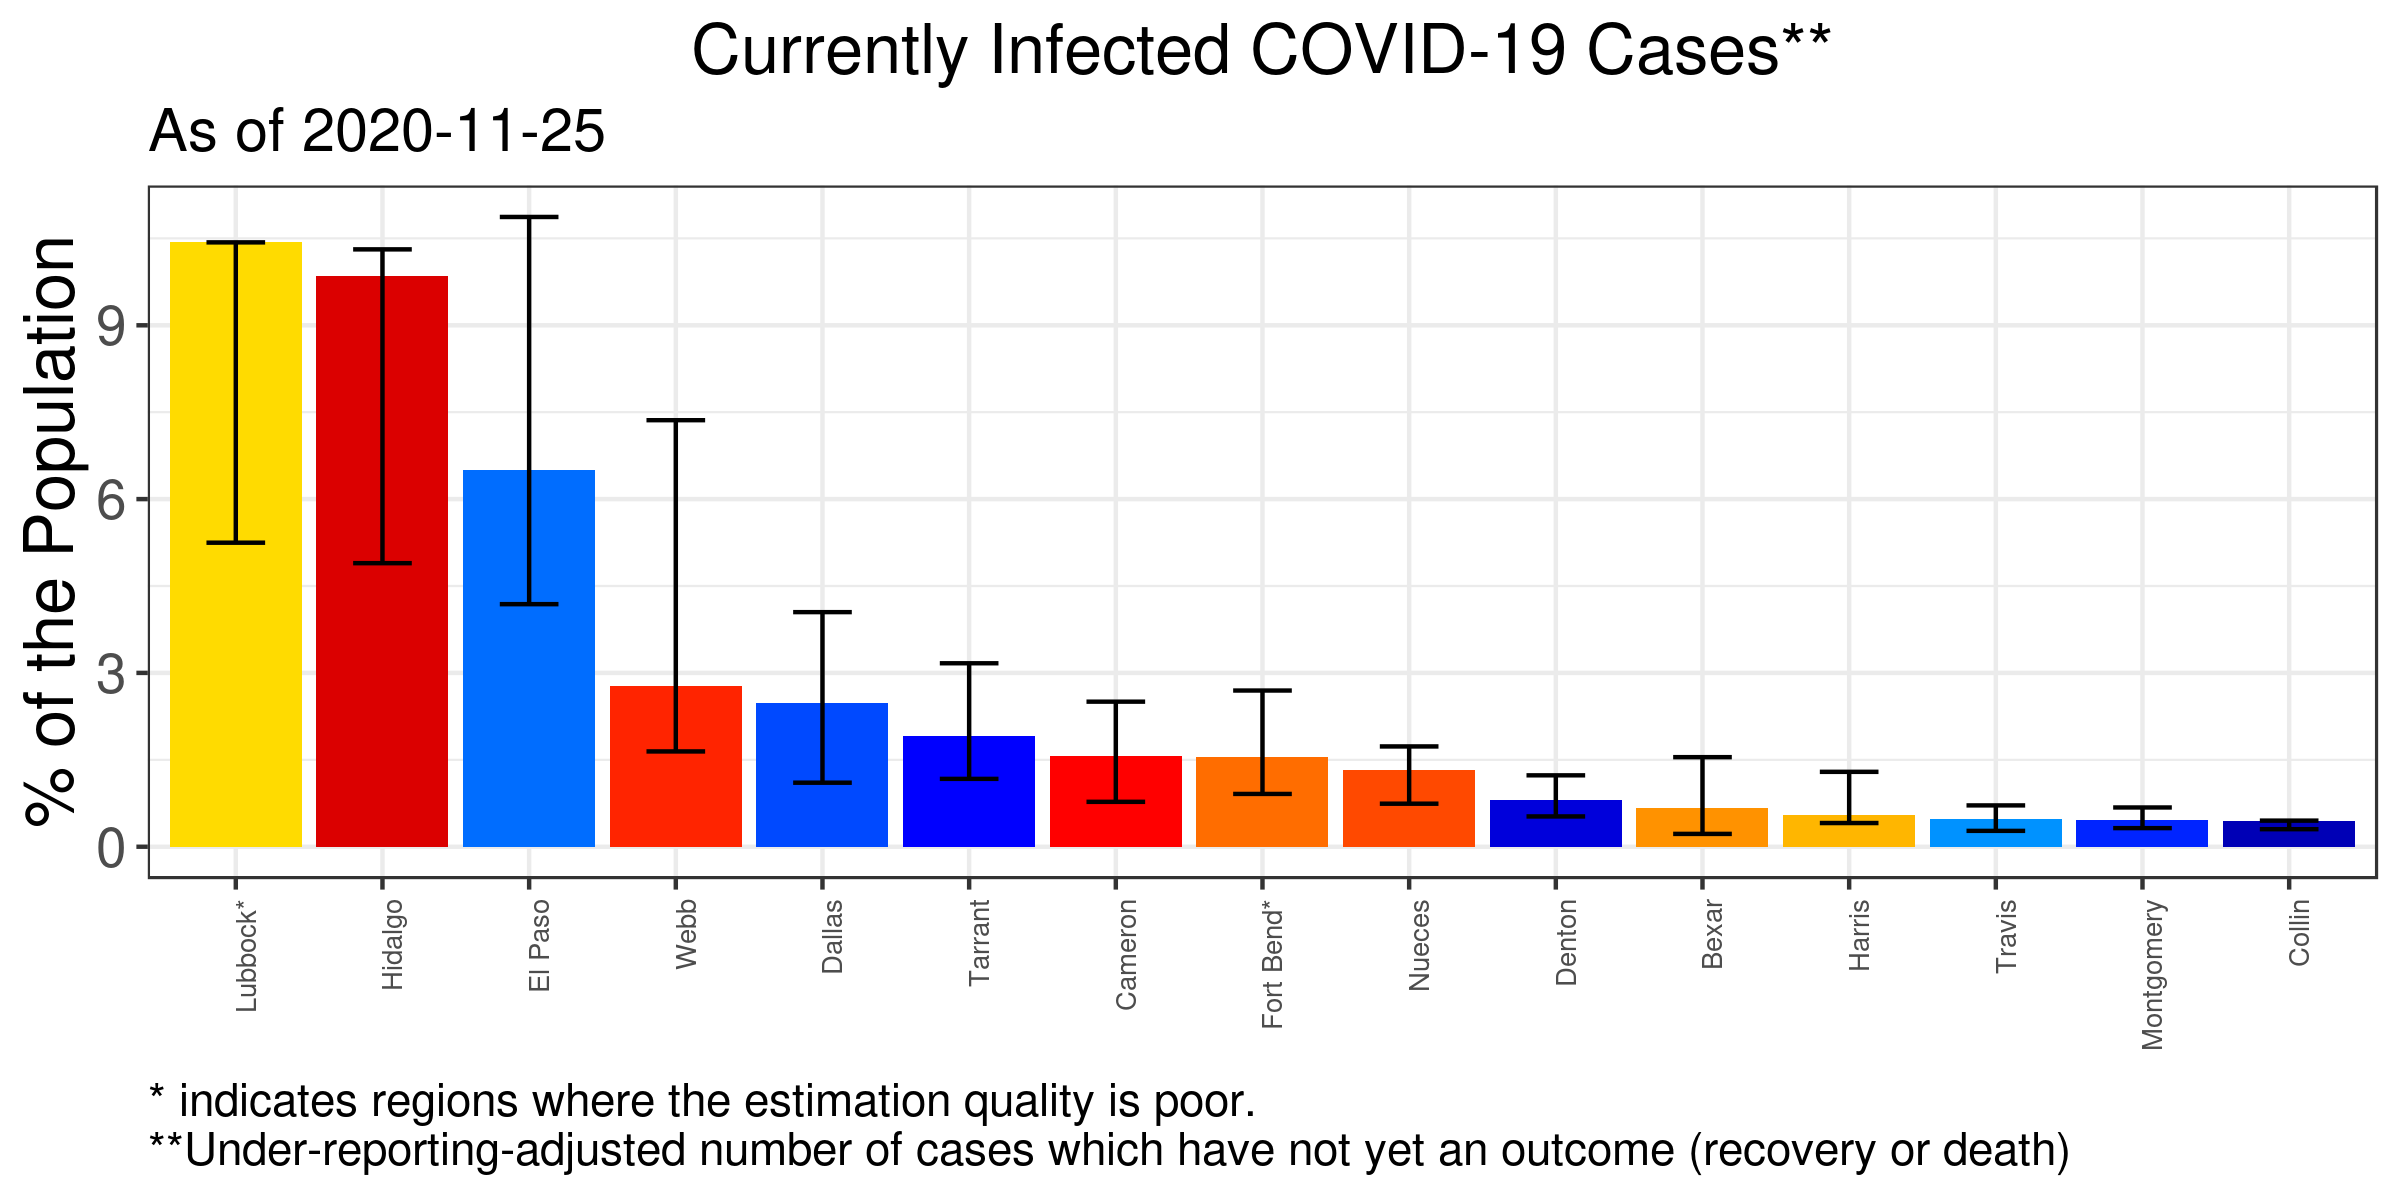 Currently Infected COVID-19 Cases**
As of 2020-11-25
% of the Population
9
6
3
0
Lubbock*
Hidalgo
El Paso
Webb
Dallas
Tarrant
Cameron
Fort Bend*
Nueces
Denton
Bexar
Harris
Travis
Montgomery
Collin
* indicates regions where the estimation quality is poor.
**Under-reporting-adjusted number of cases which have not yet an outcome (recovery or death)